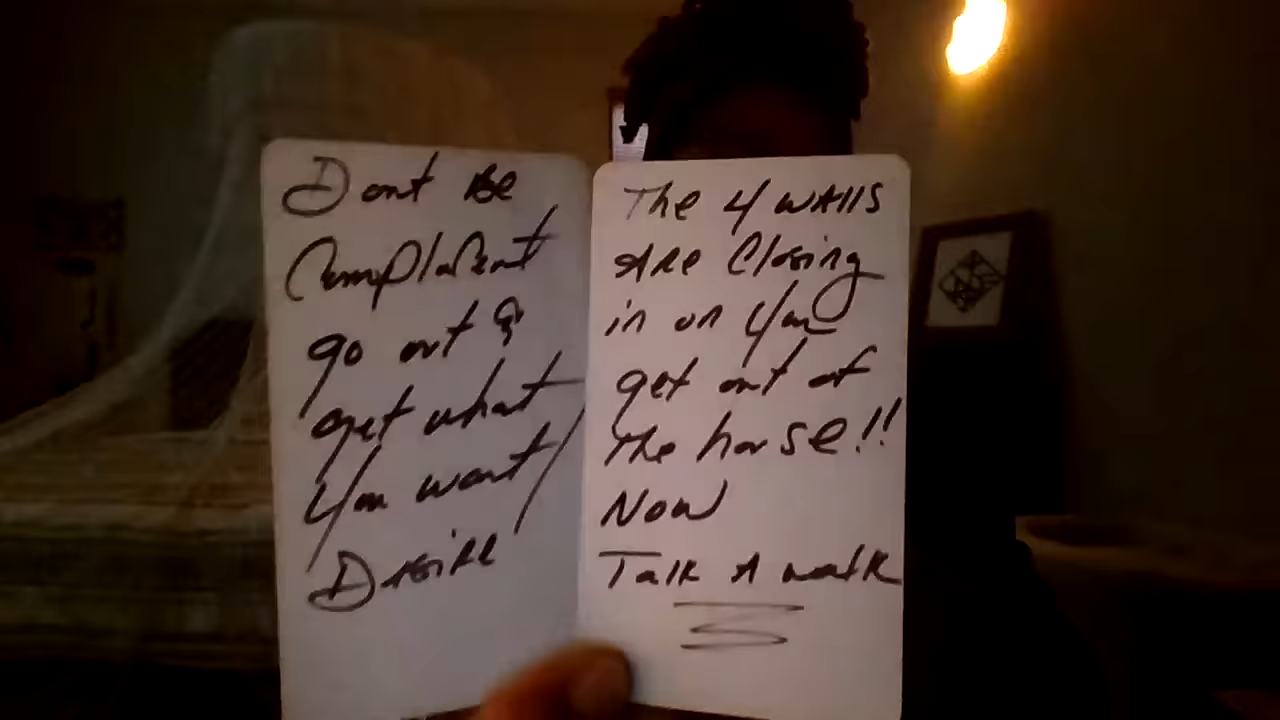 Dont Be
Complacent
go out &
get what
you want/
Desire
The 4 walls
are Closing
in on you
get out of
the house!!
Now
Talk A walk